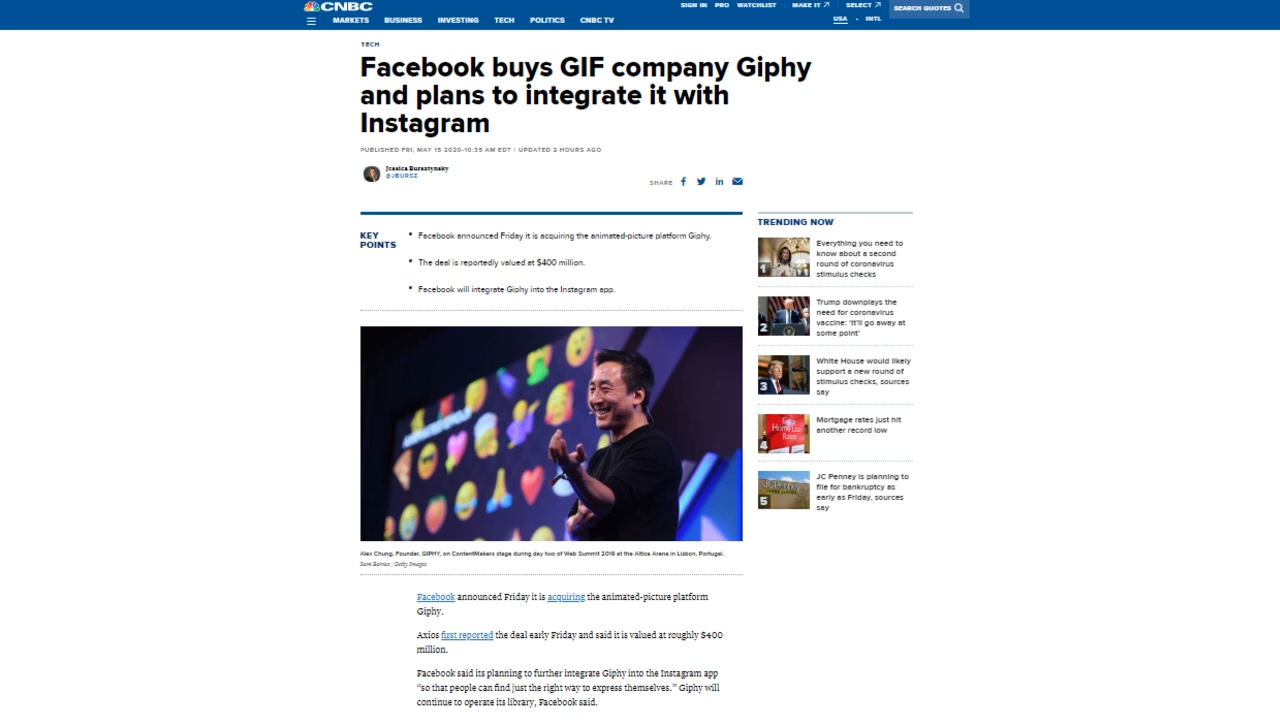 CNBC
SIGN IN PRO WATCHLIST MAKE IT SELECT SEARCH QUOTES
MARKETS BUSINESS INVESTING TECH POLITICS CNBC TV
USA • INTL
TECH
Facebook buys GIF company Giphy
and plans to integrate it with
Instagram
PUBLISHED FRI, MAY 15 2020•10:35 AM EDT | UPDATED 2 HOURS AGO
Jessica Bursztynsky
@JBURSZ
SHARE
KEY
POINTS
Facebook announced Friday it is acquiring the animated-picture platform Giphy.
The deal is reportedly valued at $400 million.
Facebook will integrate Giphy into the Instagram app.
Alex Chung, Founder, GIPHY, on ContentMakers stage during day two of Web Summit 2019 at the Altice Arena in Lisbon, Portugal.
Sam Barnes | Getty Images
Facebook announced Friday it is acquiring the animated-picture platform
Giphy.
Axios first reported the deal early Friday and said it is valued at roughly $400
million.
Facebook said its planning to further integrate Giphy into the Instagram app
“so that people can find just the right way to express themselves.” Giphy will
continue to operate its library, Facebook said.
TRENDING NOW
1
Everything you need to
know about a second
round of coronavirus
stimulus checks
2
Trump downplays the
need for coronavirus
vaccine: ‘It’ll go away at
some point’
3
White House would likely
support a new round of
stimulus checks, sources
say
4
Mortgage rates just hit
another record low
5
JC Penney is planning to
file for bankruptcy as
early as Friday, sources
say